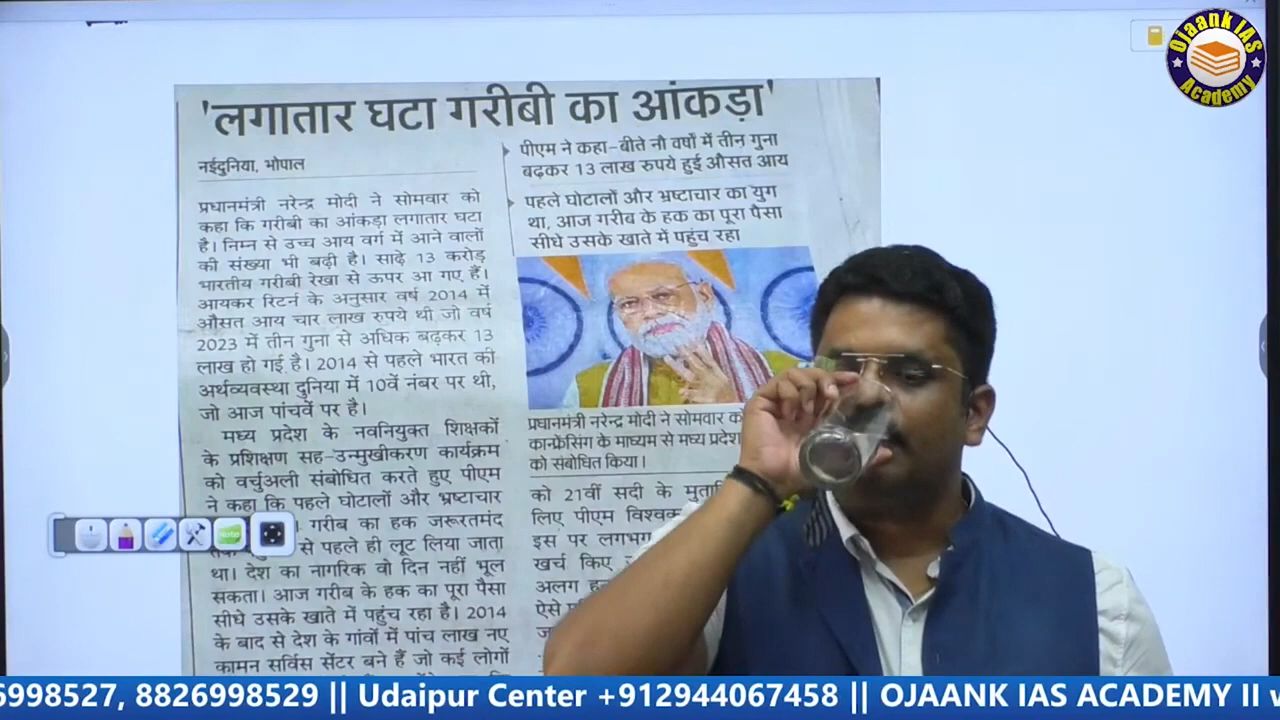 Ojaank IAS
Academy
'लगातार घटा गरीबी का आंकड़ा'
नईदुनिया, भोपाल
प्रधानमंत्री नरेन्द्र मोदी ने सोमवार को
कहा कि गरीबी का आंकड़ा लगातार घटा
है। निम्न से उच्च आय वर्ग में आने वालों
की संख्या भी बढ़ी है। साढ़े 13 करोड़
भारतीय गरीबी रेखा से ऊपर आ गए हैं।
आयकर रिटर्न के अनुसार वर्ष 2014 में
औसत आय चार लाख रुपये थी जो वर्ष
2023 में तीन गुना से अधिक बढ़कर 13
लाख हो गई है। 2014 से पहले भारत की
अर्थव्यवस्था दुनिया में 10वें नंबर पर थी,
जो आज पांचवें पर है।
मध्य प्रदेश के नवनियुक्त शिक्षकों
के प्रशिक्षण सह-उन्मुखीकरण कार्यक्रम
को वर्चुअली संबोधित करते हुए पीएम
ने कहा कि पहले घोटालों और भ्रष्टाचार
गरीब का हक जरूरतमंद
से पहले ही लूट लिया जाता
था। देश का नागरिक वो दिन नहीं भूल
सकता। आज गरीब के हक का पूरा पैसा
सीधे उसके खाते में पहुंच रहा है। 2014
के बाद से देश के गांवों में पांच लाख नए
कामन सर्विस सेंटर बने हैं जो कई लोगों
पीएम ने कहा-बीते नौ वर्षों में तीन गुना
बढ़कर 13 लाख रुपये हुई औसत आय
पहले घोटालों और भ्रष्टाचार का युग
था, आज गरीब के हक का पूरा पैसा
सीधे उसके खाते में पहुंच रहा
प्रधानमंत्री नरेन्द्र मोदी ने सोमवार को
कान्फ्रेंसिंग के माध्यम से मध्य प्रदेश
को संबोधित किया।
को 21वीं सदी के
लिए पीएम
इस पर लगभग
खर्च किए
अलग
ऐसे
Note
6998527, 8826998529 || Udaipur Center +912944067458 || OJAANK IAS ACADEMY II